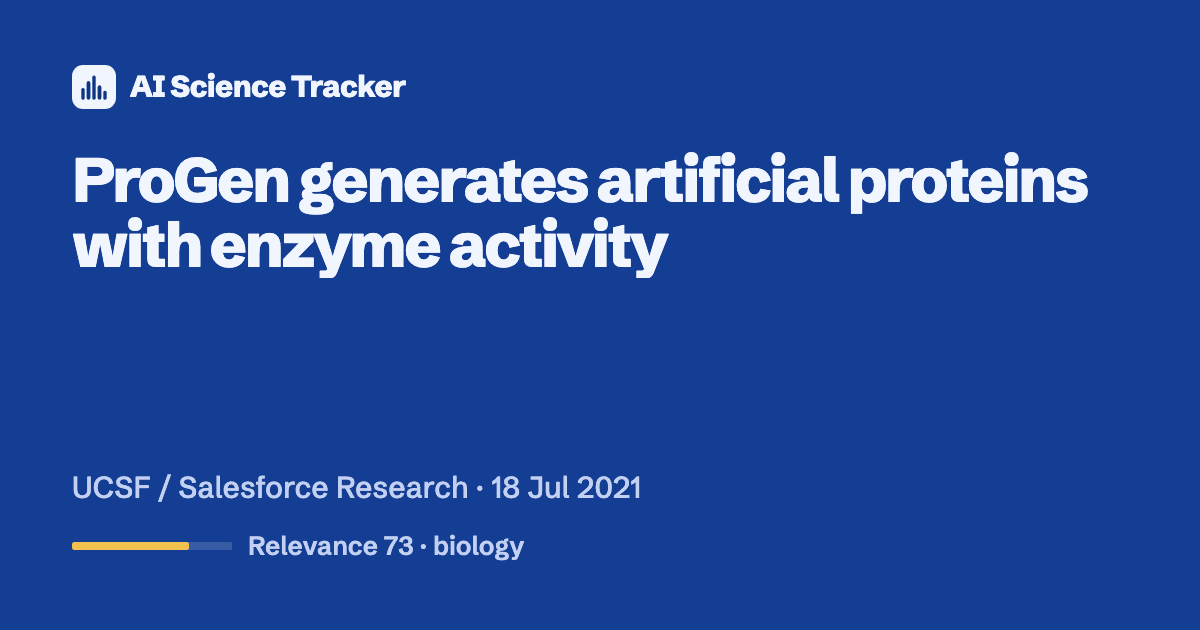 AI Science Tracker
ProGen generates artificial proteins
with enzyme activity
UCSF / Salesforce Research · 18 Jul 2021
Relevance 73 · biology